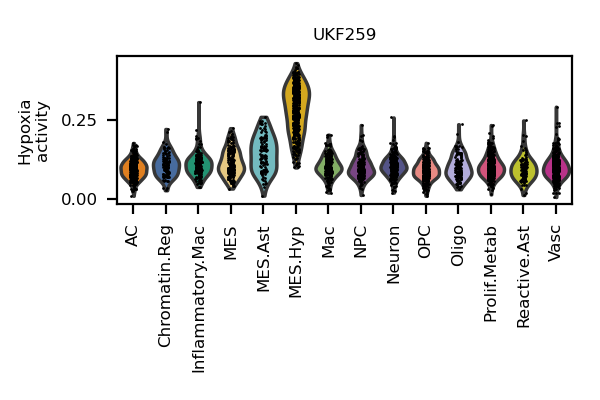 UKF259
Hypoxia
activity
0.25
0.00
AC
Chromatin.Reg
Inflammatory.Mac
MES
MES.Ast
MES.Hyp
Mac
NPC
Neuron
OPC
Oligo
Prolif.Metab
Reactive.Ast
Vasc